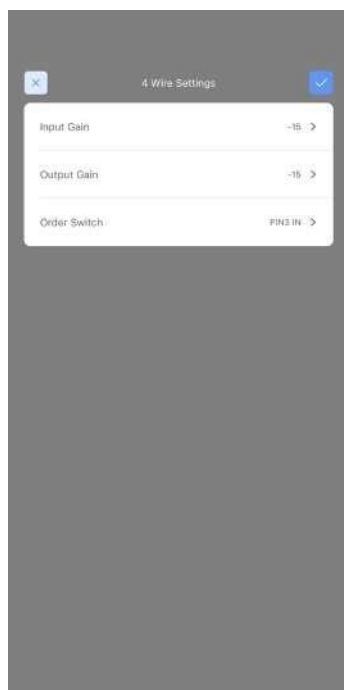 4 Wire Settings
Input Gain -15
Output Gain -15
Order Switch PIN3 IN